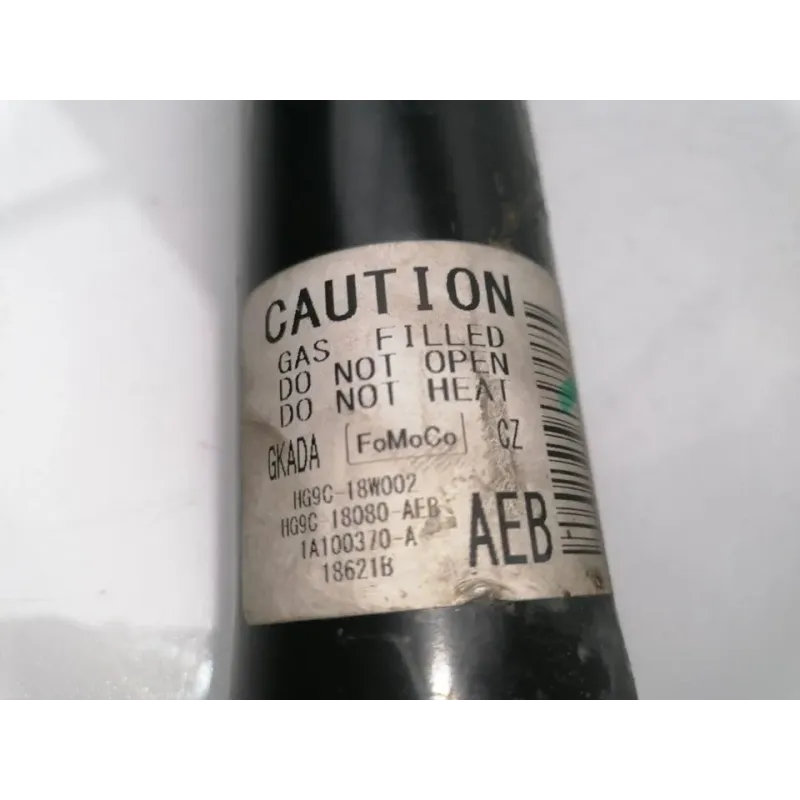 CAUTION
GAS FILLED
DO NOT OPEN
DO NOT HEAT
GKADA FoMoCo CZ
HG9C-18W002
HG9C-18080-AEB
1A100370-A
18621B
AEB